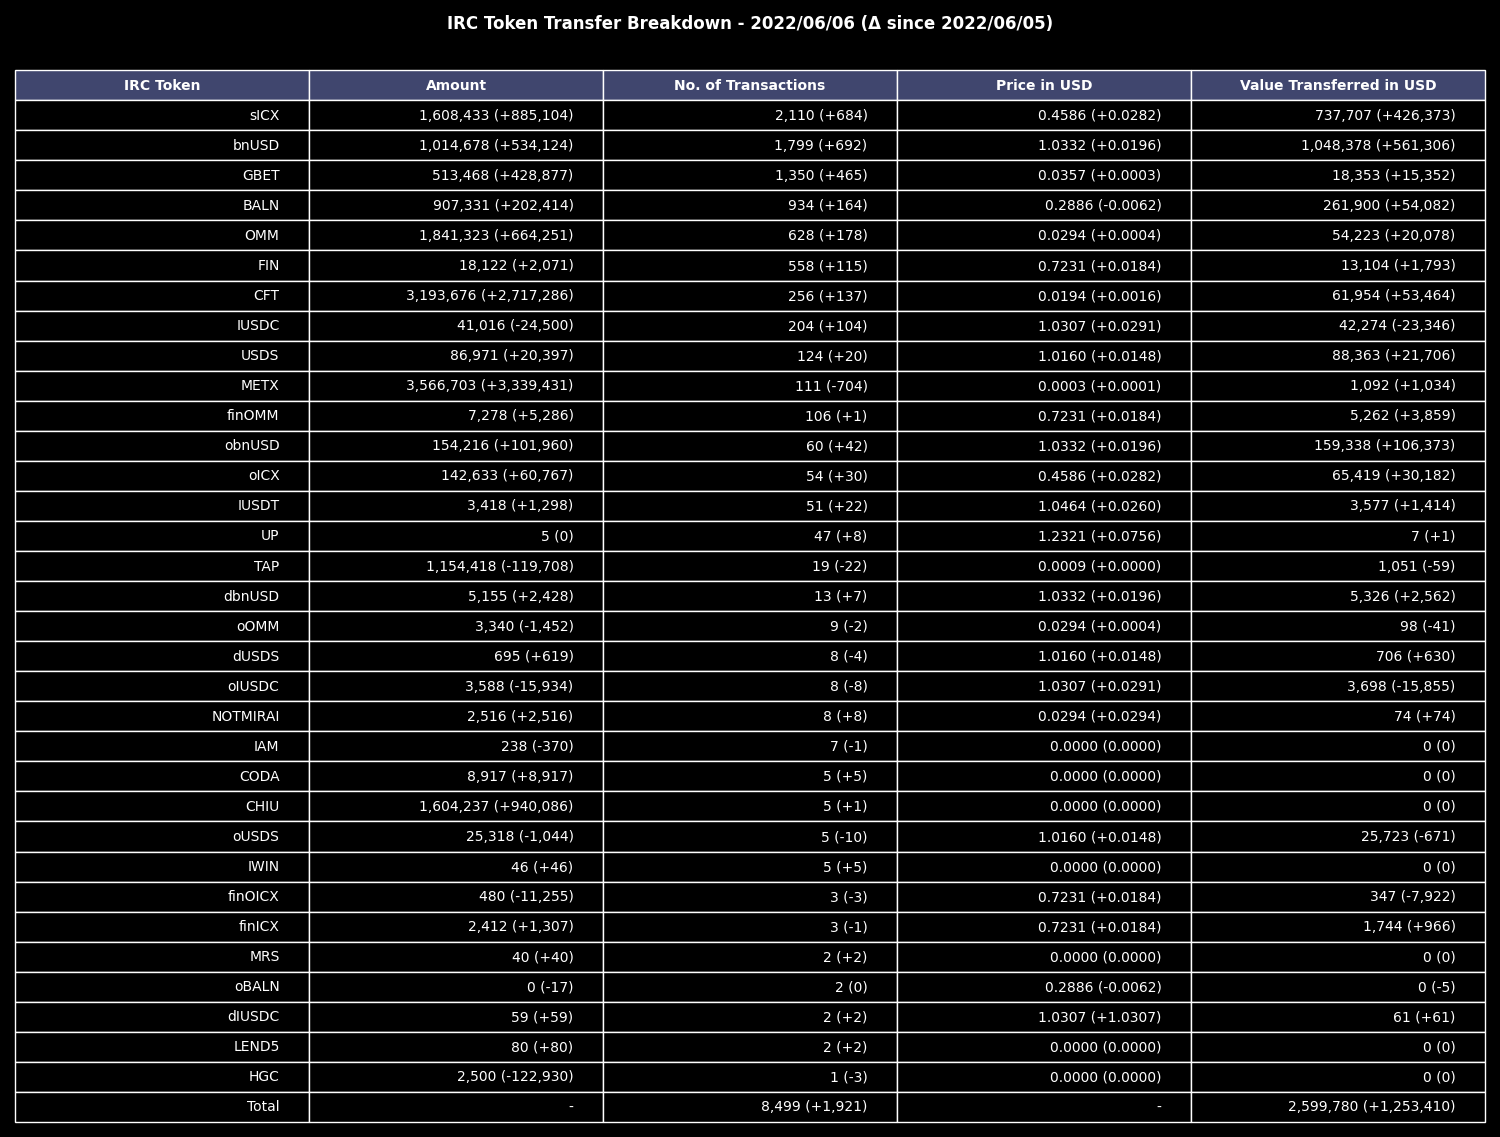 IRC Token Transfer Breakdown - 2022/06/06 (Δ since 2022/06/05)
IRC Token Amount No. of Transactions Price in USD Value Transferred in USD
sICX 1,608,433 (+885,104) 2,110 (+684) 0.4586 (+0.0282) 737,707 (+426,373)
bnUSD 1,014,678 (+534,124) 1,799 (+692) 1.0332 (+0.0196) 1,048,378 (+561,306)
GBET 513,468 (+428,877) 1,350 (+465) 0.0357 (+0.0003) 18,353 (+15,352)
BALN 907,331 (+202,414) 934 (+164) 0.2886 (-0.0062) 261,900 (+54,082)
OMM 1,841,323 (+664,251) 628 (+178) 0.0294 (+0.0004) 54,223 (+20,078)
FIN 18,122 (+2,071) 558 (+115) 0.7231 (+0.0184) 13,104 (+1,793)
CFT 3,193,676 (+2,717,286) 256 (+137) 0.0194 (+0.0016) 61,954 (+53,464)
IUSDC 41,016 (-24,500) 204 (+104) 1.0307 (+0.0291) 42,274 (-23,346)
USDS 86,971 (+20,397) 124 (+20) 1.0160 (+0.0148) 88,363 (+21,706)
METX 3,566,703 (+3,339,431) 111 (-704) 0.0003 (+0.0001) 1,092 (+1,034)
finOMM 7,278 (+5,286) 106 (+1) 0.7231 (+0.0184) 5,262 (+3,859)
obnUSD 154,216 (+101,960) 60 (+42) 1.0332 (+0.0196) 159,338 (+106,373)
oICX 142,633 (+60,767) 54 (+30) 0.4586 (+0.0282) 65,419 (+30,182)
IUSDT 3,418 (+1,298) 51 (+22) 1.0464 (+0.0260) 3,577 (+1,414)
UP 5 (0) 47 (+8) 1.2321 (+0.0756) 7 (+1)
TAP 1,154,418 (-119,708) 19 (-22) 0.0009 (+0.0000) 1,051 (-59)
dbnUSD 5,155 (+2,428) 13 (+7) 1.0332 (+0.0196) 5,326 (+2,562)
oOMM 3,340 (-1,452) 9 (-2) 0.0294 (+0.0004) 98 (-41)
dUSDS 695 (+619) 8 (-4) 1.0160 (+0.0148) 706 (+630)
oIUSDC 3,588 (-15,934) 8 (-8) 1.0307 (+0.0291) 3,698 (-15,855)
NOTMIRAI 2,516 (+2,516) 8 (+8) 0.0294 (+0.0294) 74 (+74)
IAM 238 (-370) 7 (-1) 0.0000 (0.0000) 0 (0)
CODA 8,917 (+8,917) 5 (+5) 0.0000 (0.0000) 0 (0)
CHIU 1,604,237 (+940,086) 5 (+1) 0.0000 (0.0000) 0 (0)
oUSDS 25,318 (-1,044) 5 (-10) 1.0160 (+0.0148) 25,723 (-671)
IWIN 46 (+46) 5 (+5) 0.0000 (0.0000) 0 (0)
finOICX 480 (-11,255) 3 (-3) 0.7231 (+0.0184) 347 (-7,922)
finICX 2,412 (+1,307) 3 (-1) 0.7231 (+0.0184) 1,744 (+966)
MRS 40 (+40) 2 (+2) 0.0000 (0.0000) 0 (0)
oBALN 0 (-17) 2 (0) 0.2886 (-0.0062) 0 (-5)
dIUSDC 59 (+59) 2 (+2) 1.0307 (+1.0307) 61 (+61)
LEND5 80 (+80) 2 (+2) 0.0000 (0.0000) 0 (0)
HGC 2,500 (-122,930) 1 (-3) 0.0000 (0.0000) 0 (0)
Total - 8,499 (+1,921) - 2,599,780 (+1,253,410)